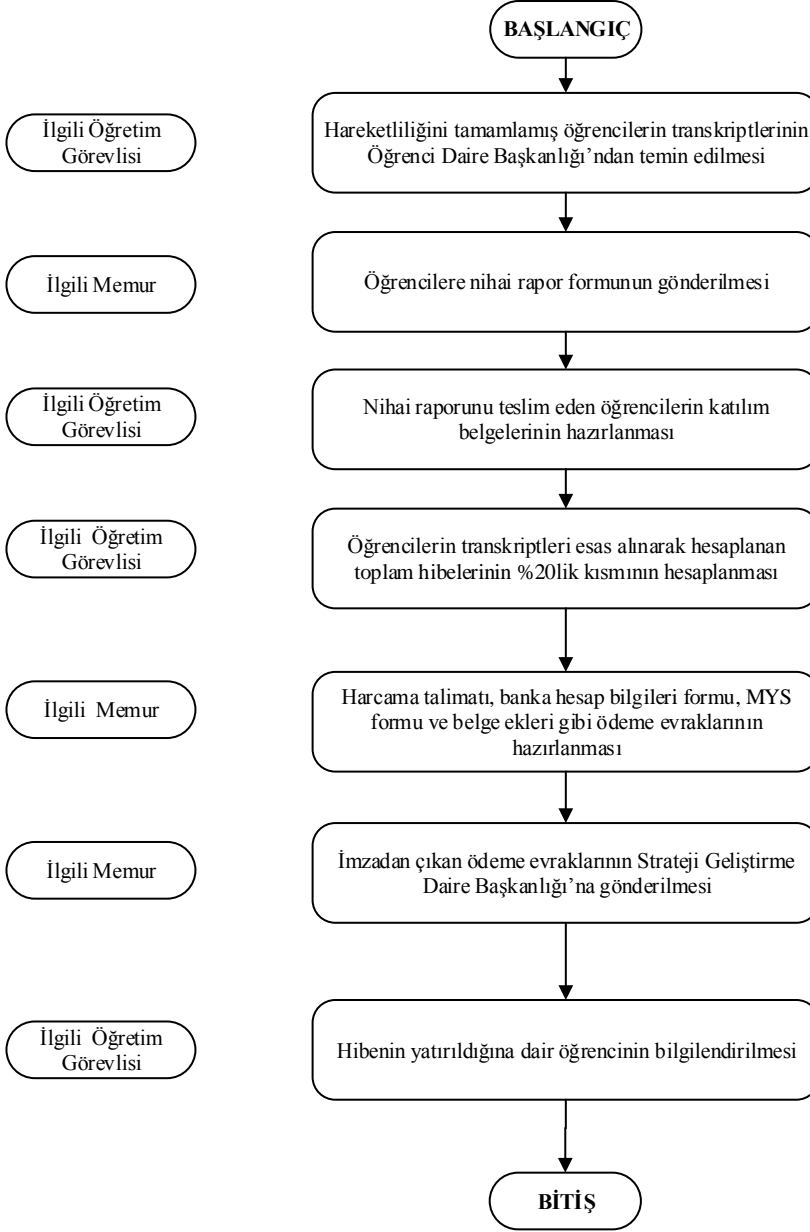 BAŞLANGIÇ
İlgili Öğretim
Görevlisi
Hareketliliğini tamamlamış öğrencilerin transkriptlerinin
Öğrenci Daire Başkanlığı’ndan temin edilmesi
İlgili Memur
Öğrencilere nihai rapor formunun gönderilmesi
İlgili Öğretim
Görevlisi
Nihai raporunu teslim eden öğrencilerin katılım
belgelerinin hazırlanması
İlgili Öğretim
Görevlisi
Öğrencilerin transkriptleri esas alınarak hesaplanan
toplam hibelerinin %20lik kısmının hesaplanması
İlgili Memur
Harcama talimatı, banka hesap bilgileri formu, MYS
formu ve belge ekleri gibi ödeme evraklarının
hazırlanması
İlgili Memur
İmzadan çıkan ödeme evraklarının Strateji Geliştirme
Daire Başkanlığı’na gönderilmesi
İlgili Öğretim
Görevlisi
Hibenin yatırıldığına dair öğrencinin bilgilendirilmesi
BİTİŞ